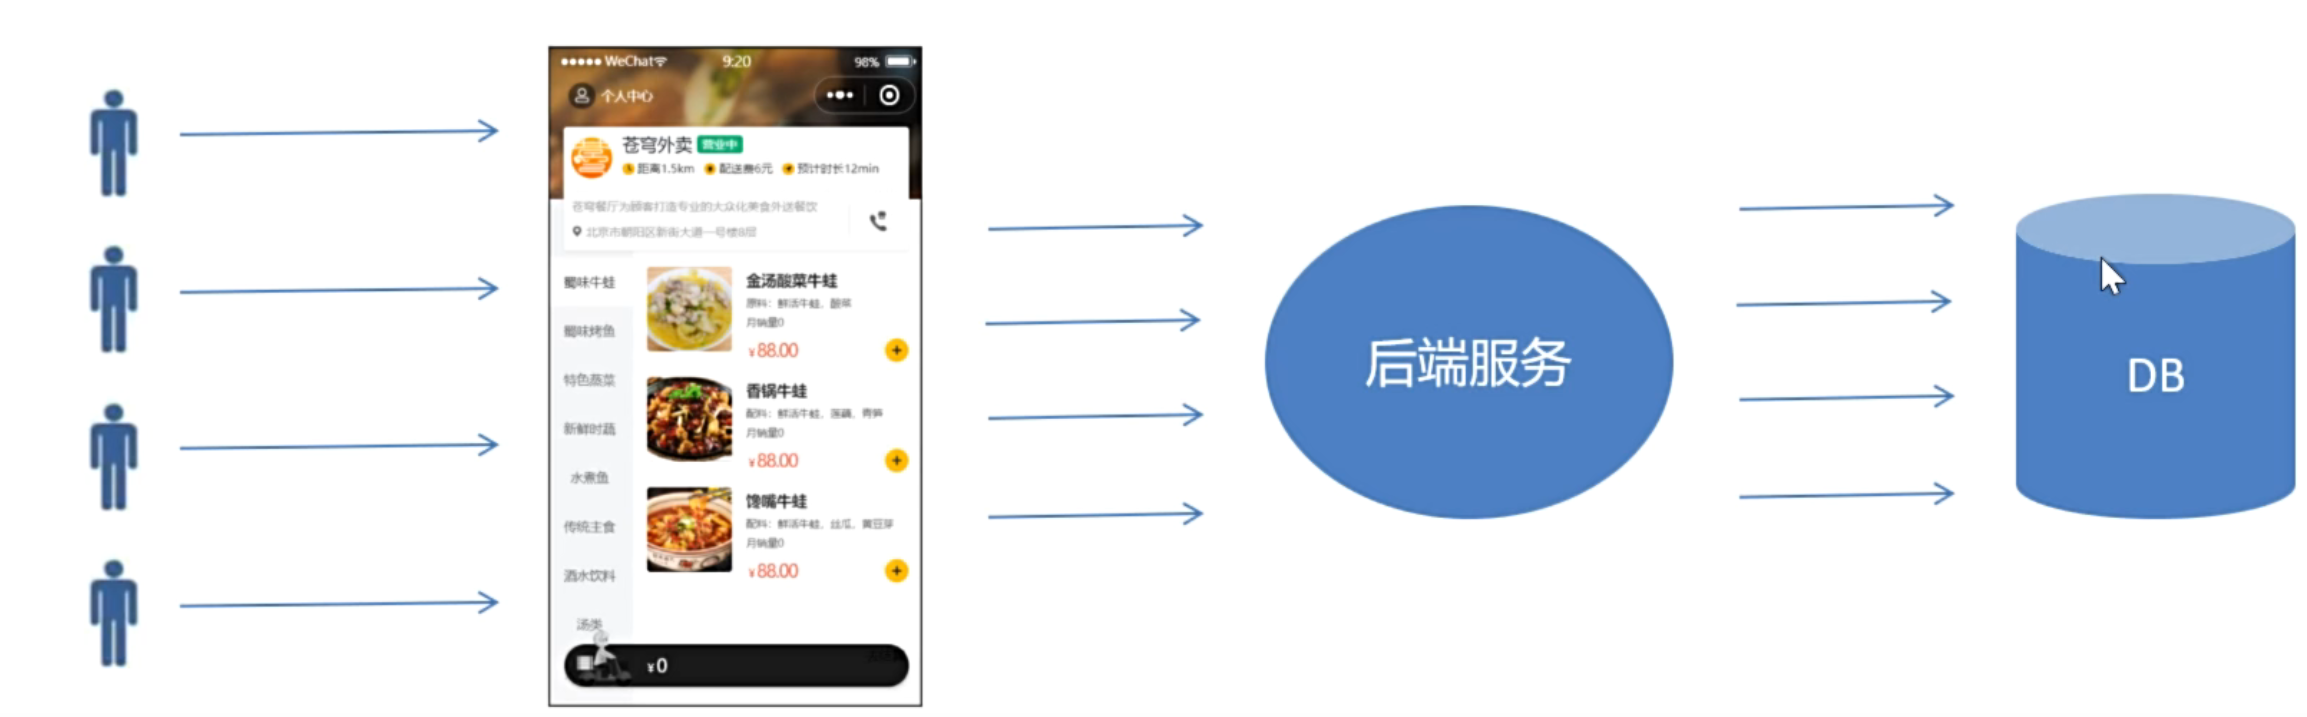 WeChat 9:20 98%
个人中心
苍穹外卖 营业中
距离1.5km 配送费6元 预计时长12min
苍穹餐厅为顾客打造专业的大众化美食外送餐饮
北京市朝阳区新街大道一号楼8层
蜀味牛蛙
蜀味烤鱼
特色蒸菜
新鲜时蔬
水煮鱼
传统主食
酒水饮料
汤类
金汤酸菜牛蛙
原料：鲜活牛蛙，酸菜
月销量0
¥88.00
香锅牛蛙
配料：鲜活牛蛙，莲藕，青笋
月销量0
¥88.00
馋嘴牛蛙
配料：鲜活牛蛙，丝瓜，黄豆芽
月销量0
¥88.00
¥0
后端服务
DB